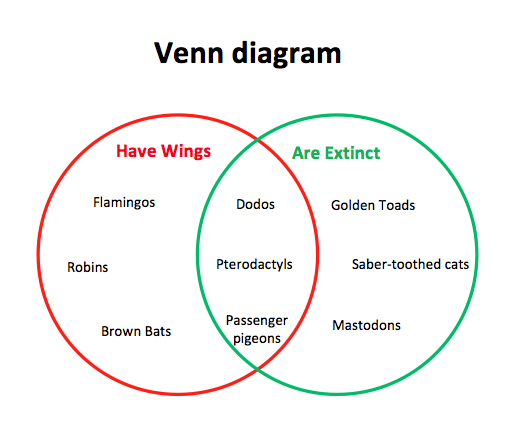 Venn diagram
Have Wings
Are Extinct
Flamingos
Dodos
Golden Toads
Robins
Pterodactyls
Saber-toothed cats
Brown Bats
Passenger
pigeons
Mastodons